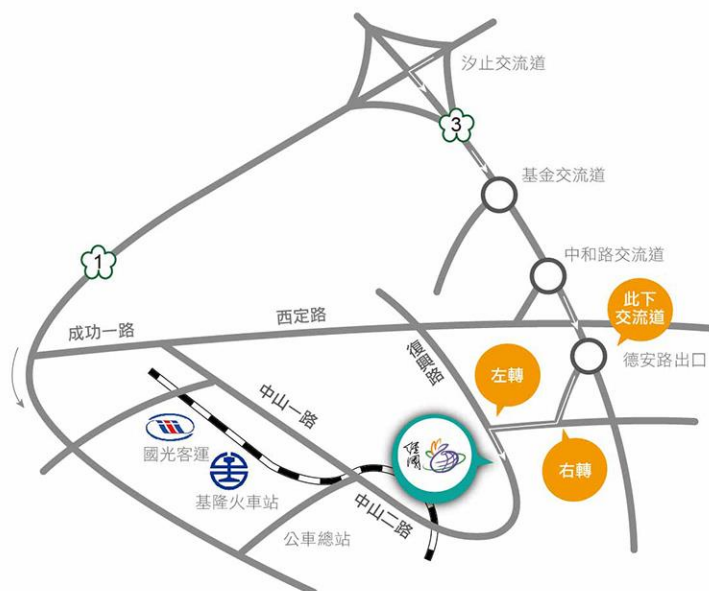 汐止交流道
3
基金交流道
1
中和路交流道
此下
交流道
西定路
成功一路
復興路
德安路出口
左轉
中山一路
經國
國光客運
右轉
基隆火車站
中山二路
公車總站